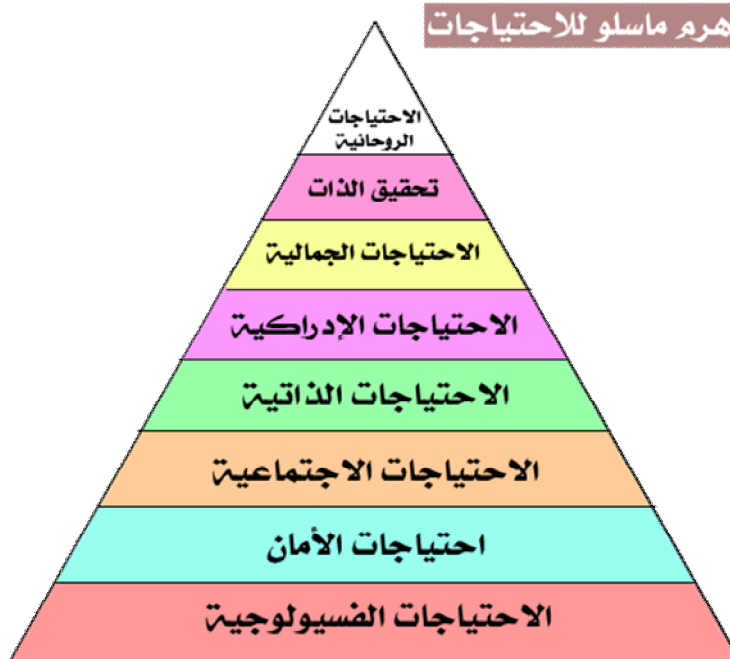 هرم ماسلو للاحتياجات
الاحتياجات
الروحانية
تحقيق الذات
الاحتياجات الجمالية
الاحتياجات الإدراكية
الاحتياجات الذاتية
الاحتياجات الاجتماعية
احتياجات الأمان
الاحتياجات الفسيولوجية